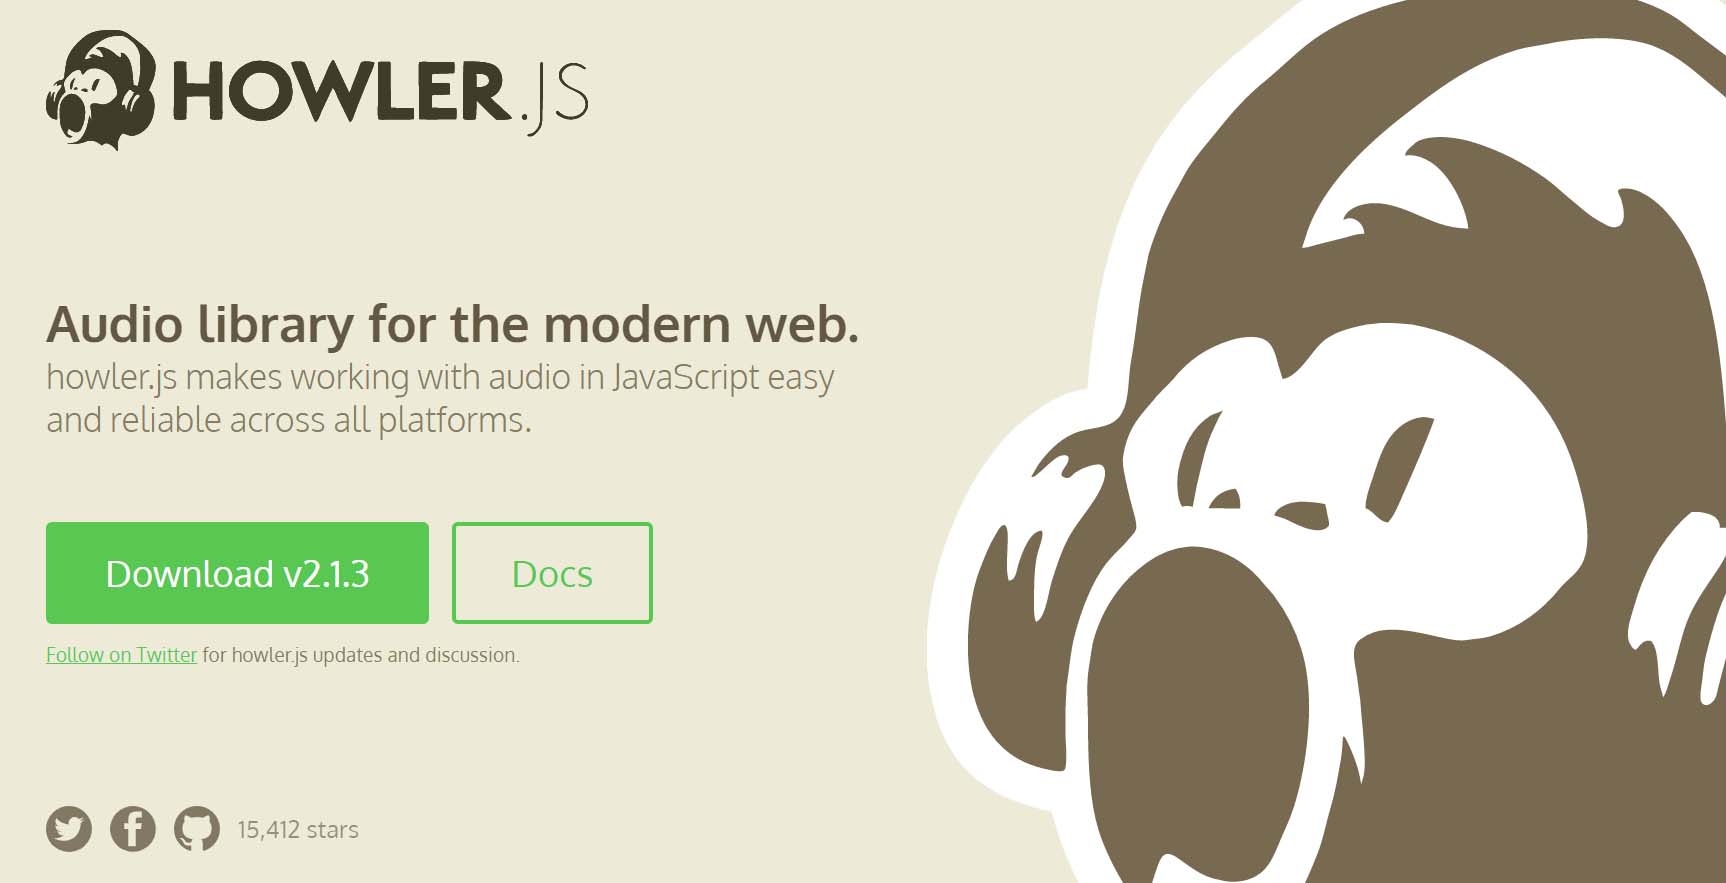 HOWLER.JS
Audio library for the modern web.
howler.js makes working with audio in JavaScript easy
and reliable across all platforms.
Download v2.1.3
Docs
Follow on Twitter for howler.js updates and discussion.
15,412 stars